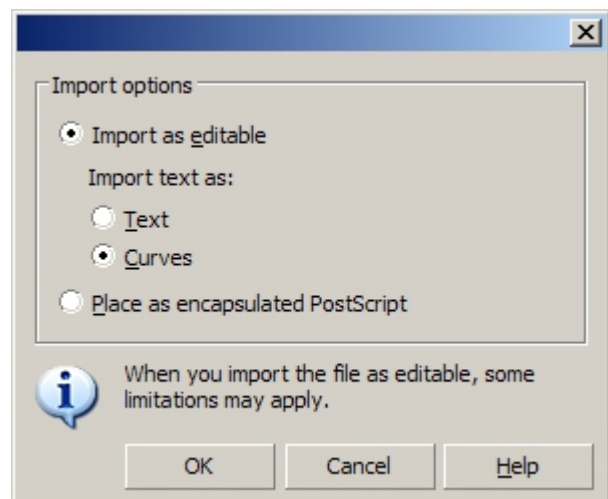 Import options
Import as editable
Import text as:
Text
Curves
Place as encapsulated PostScript
When you import the file as editable, some
limitations may apply.
OK Cancel Help